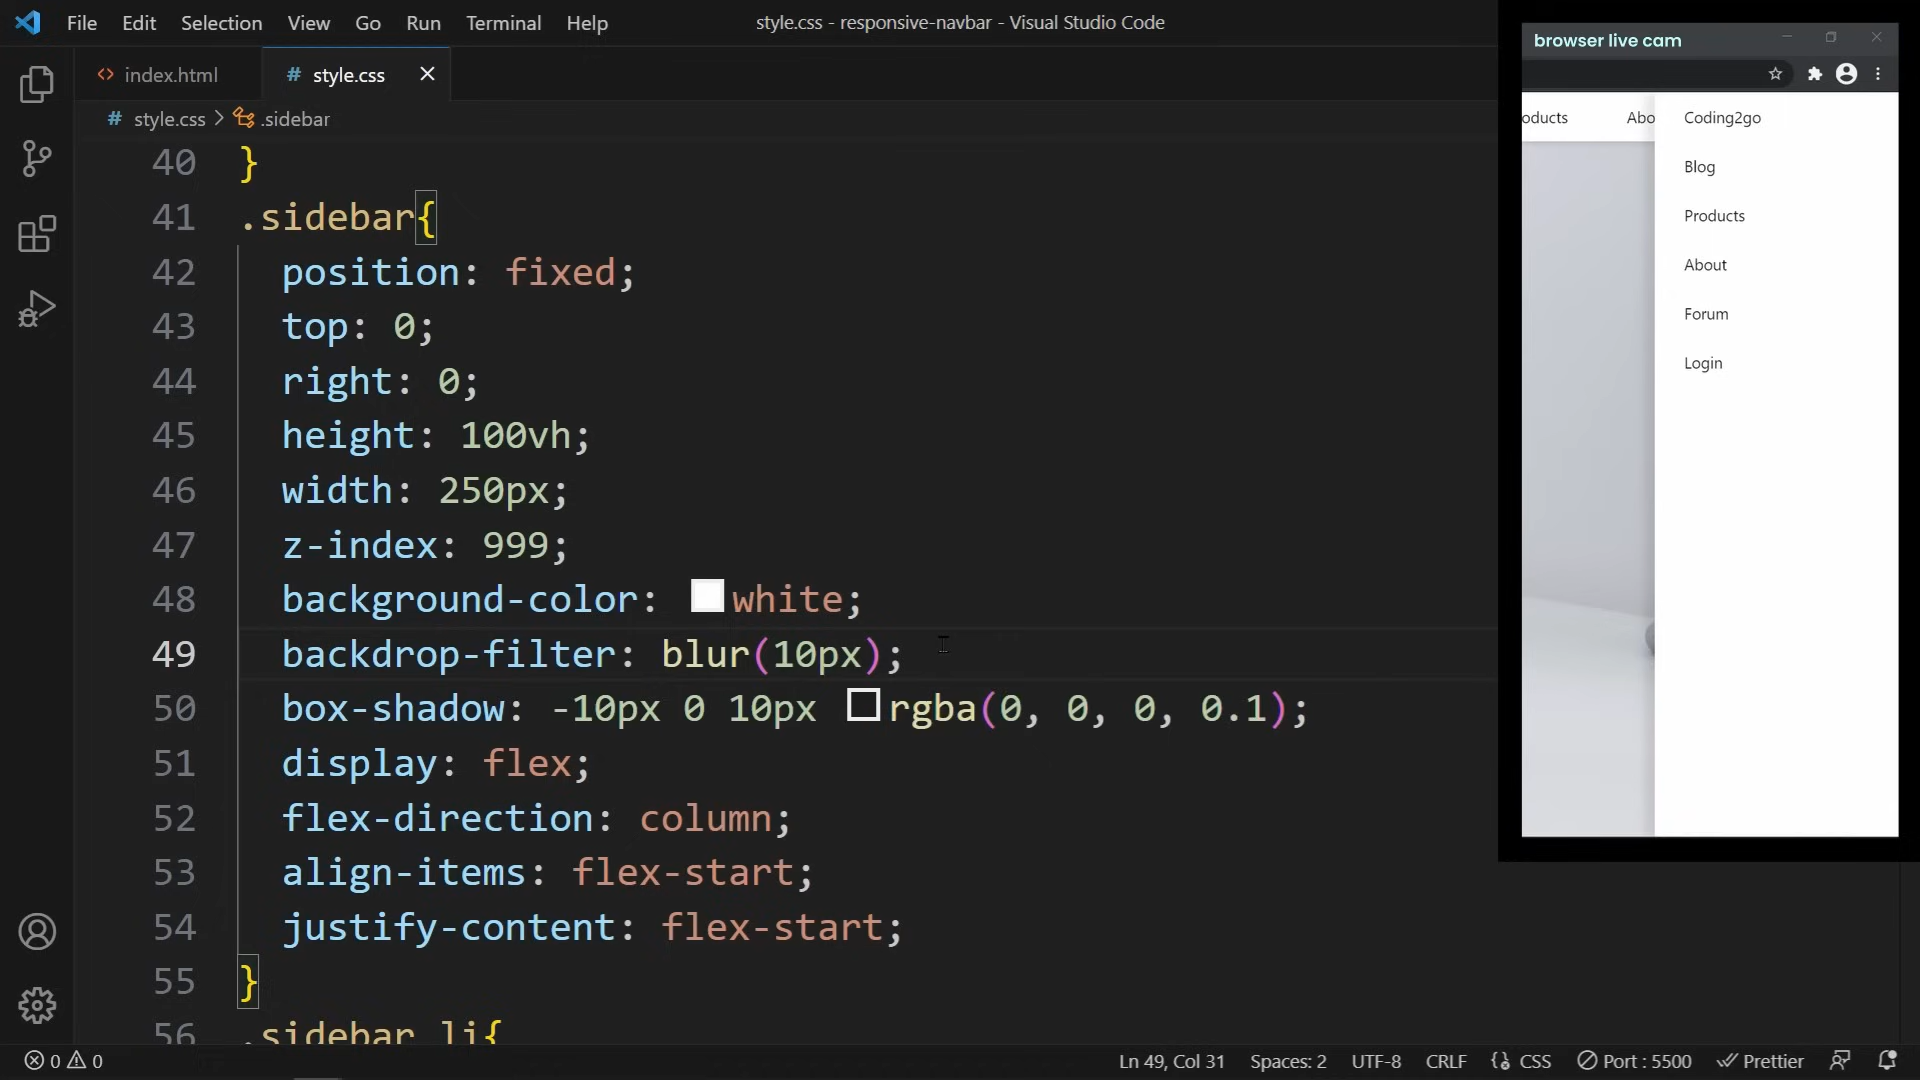 File Edit Selection View Go Run Terminal Help
style.css - responsive-navbar - Visual Studio Code
index.html
# style.css
# style.css > .sidebar
40 }
41 .sidebar{
42 position: fixed;
43 top: 0;
44 right: 0;
45 height: 100vh;
46 width: 250px;
47 z-index: 999;
48 background-color: white;
49 backdrop-filter: blur(10px);
50 box-shadow: -10px 0 10px rgba(0, 0, 0, 0.1);
51 display: flex;
52 flex-direction: column;
53 align-items: flex-start;
54 justify-content: flex-start;
55 }
56 .sidebar li{
browser live cam
oducts Abo Coding2go
Blog
Products
About
Forum
Login
0 0 Ln 49, Col 31 Spaces: 2 UTF-8 CRLF {} CSS Port : 5500 Prettier